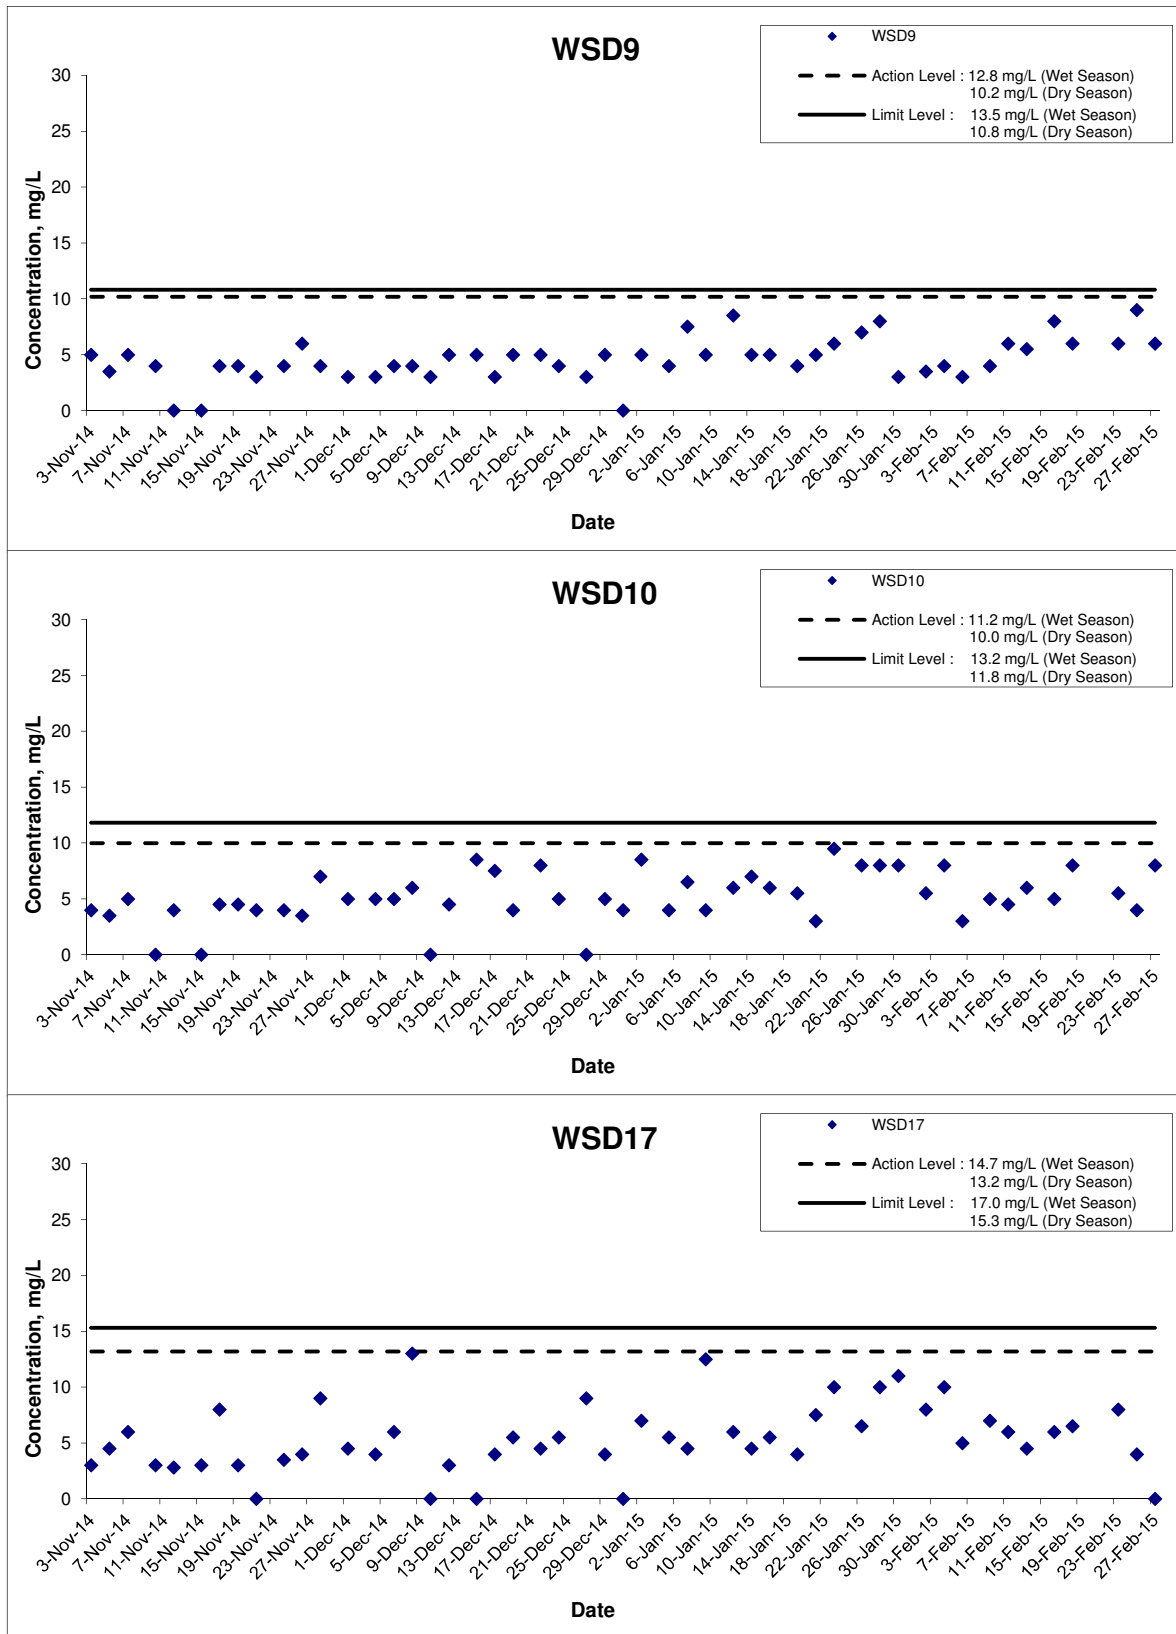 WSD9
WSD9
Action Level : 12.8 mg/L (Wet Season)
10.2 mg/L (Dry Season)
Limit Level : 13.5 mg/L (Wet Season)
10.8 mg/L (Dry Season)
Concentration, mg/L
30
25
20
15
10
5
0
3-Nov-14
7-Nov-14
11-Nov-14
15-Nov-14
19-Nov-14
23-Nov-14
27-Nov-14
1-Dec-14
5-Dec-14
9-Dec-14
13-Dec-14
17-Dec-14
21-Dec-14
25-Dec-14
29-Dec-14
2-Jan-15
6-Jan-15
10-Jan-15
14-Jan-15
18-Jan-15
22-Jan-15
26-Jan-15
30-Jan-15
3-Feb-15
7-Feb-15
11-Feb-15
15-Feb-15
19-Feb-15
23-Feb-15
27-Feb-15
Date
WSD10
WSD10
Action Level : 11.2 mg/L (Wet Season)
10.0 mg/L (Dry Season)
Limit Level : 13.2 mg/L (Wet Season)
11.8 mg/L (Dry Season)
Concentration, mg/L
30
25
20
15
10
5
0
3-Nov-14
7-Nov-14
11-Nov-14
15-Nov-14
19-Nov-14
23-Nov-14
27-Nov-14
1-Dec-14
5-Dec-14
9-Dec-14
13-Dec-14
17-Dec-14
21-Dec-14
25-Dec-14
29-Dec-14
2-Jan-15
6-Jan-15
10-Jan-15
14-Jan-15
18-Jan-15
22-Jan-15
26-Jan-15
30-Jan-15
3-Feb-15
7-Feb-15
11-Feb-15
15-Feb-15
19-Feb-15
23-Feb-15
27-Feb-15
Date
WSD17
WSD17
Action Level : 14.7 mg/L (Wet Season)
13.2 mg/L (Dry Season)
Limit Level : 17.0 mg/L (Wet Season)
15.3 mg/L (Dry Season)
Concentration, mg/L
30
25
20
15
10
5
0
3-Nov-14
7-Nov-14
11-Nov-14
15-Nov-14
19-Nov-14
23-Nov-14
27-Nov-14
1-Dec-14
5-Dec-14
9-Dec-14
13-Dec-14
17-Dec-14
21-Dec-14
25-Dec-14
29-Dec-14
2-Jan-15
6-Jan-15
10-Jan-15
14-Jan-15
18-Jan-15
22-Jan-15
26-Jan-15
30-Jan-15
3-Feb-15
7-Feb-15
11-Feb-15
15-Feb-15
19-Feb-15
23-Feb-15
27-Feb-15
Date